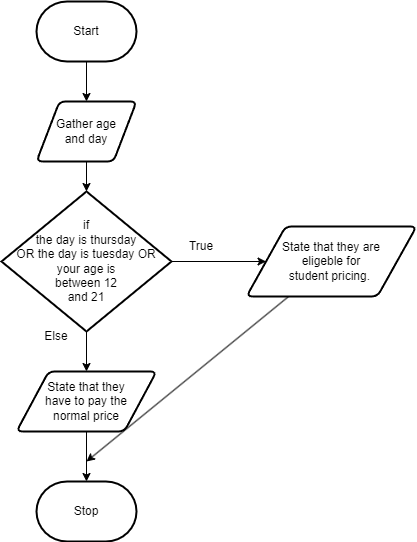 Start
Gather age
and day
if
the day is thursday
OR the day is tuesday OR
your age is
between 12
and 21
True
State that they are
eligeble for
student pricing.
Else
State that they
have to pay the
normal price
Stop